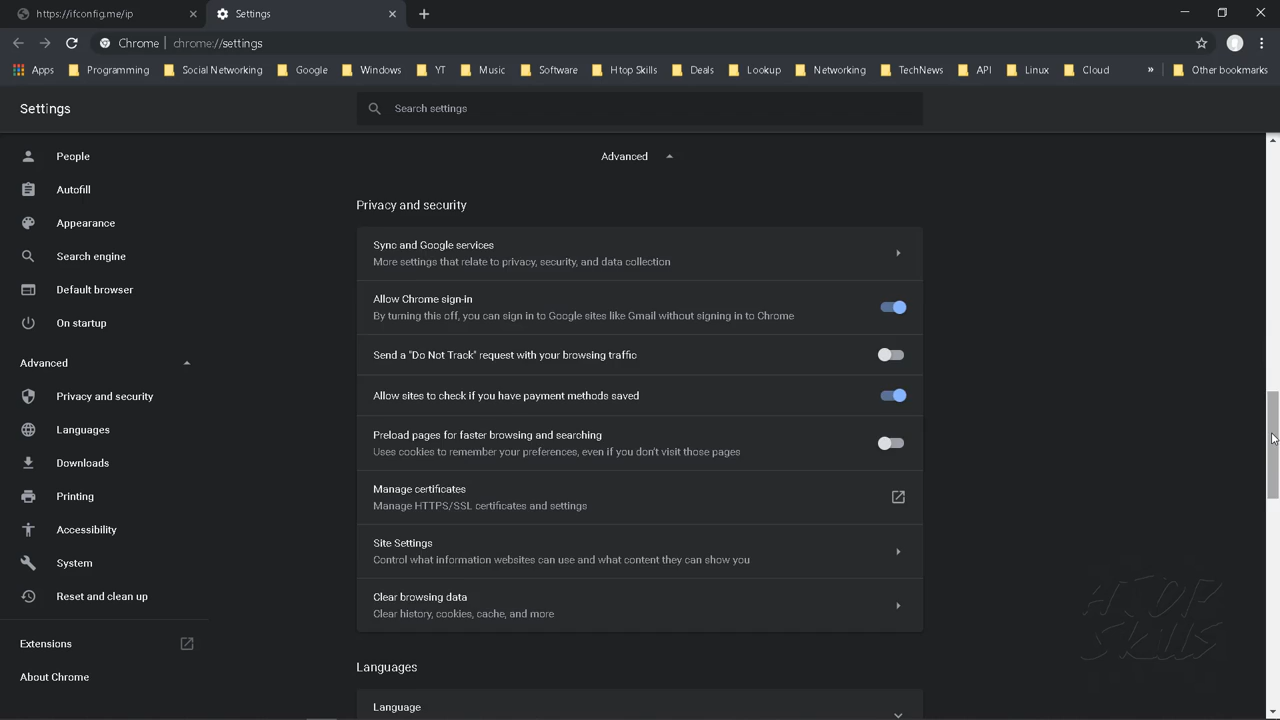 https://ifconfig.me/ip
Settings
Chrome
chrome://settings
Apps
Programming
Social Networking
Google
Windows
YT
Music
Software
Htop Skills
Deals
Lookup
Networking
TechNews
API
Linux
Cloud
»
Other bookmarks
Settings
Search settings
People
Autofill
Appearance
Search engine
Default browser
On startup
Advanced
Privacy and security
Languages
Downloads
Printing
Accessibility
System
Reset and clean up
Extensions
About Chrome
Advanced
Privacy and security
Sync and Google services
More settings that relate to privacy, security, and data collection
Allow Chrome sign-in
By turning this off, you can sign in to Google sites like Gmail without signing in to Chrome
Send a "Do Not Track" request with your browsing traffic
Allow sites to check if you have payment methods saved
Preload pages for faster browsing and searching
Uses cookies to remember your preferences, even if you don't visit those pages
Manage certificates
Manage HTTPS/SSL certificates and settings
Site Settings
Control what information websites can use and what content they can show you
Clear browsing data
Clear history, cookies, cache, and more
Languages
Language
HTOP
SKILLS